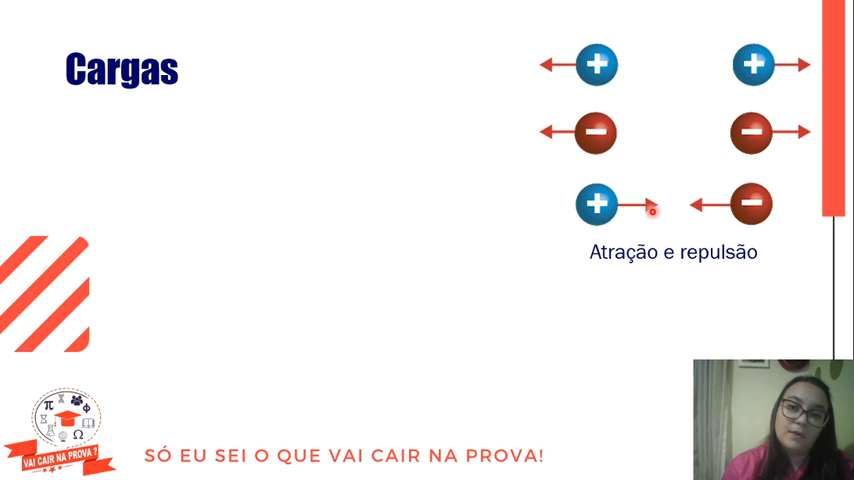 Cargas
Atração e repulsão
π
Φ
Ω
VAI CAIR NA PROVA ?
SÓ EU SEI O QUE VAI CAIR NA PROVA!